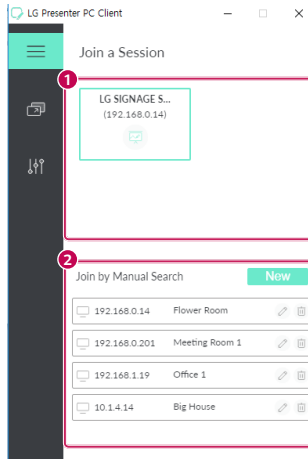 LG Presenter PC Client
Join a Session
1
LG SIGNAGE S...
(192.168.0.14)
2
Join by Manual Search
New
192.168.0.14 Flower Room
192.168.0.201 Meeting Room 1
192.168.1.19 Office 1
10.1.4.14 Big House